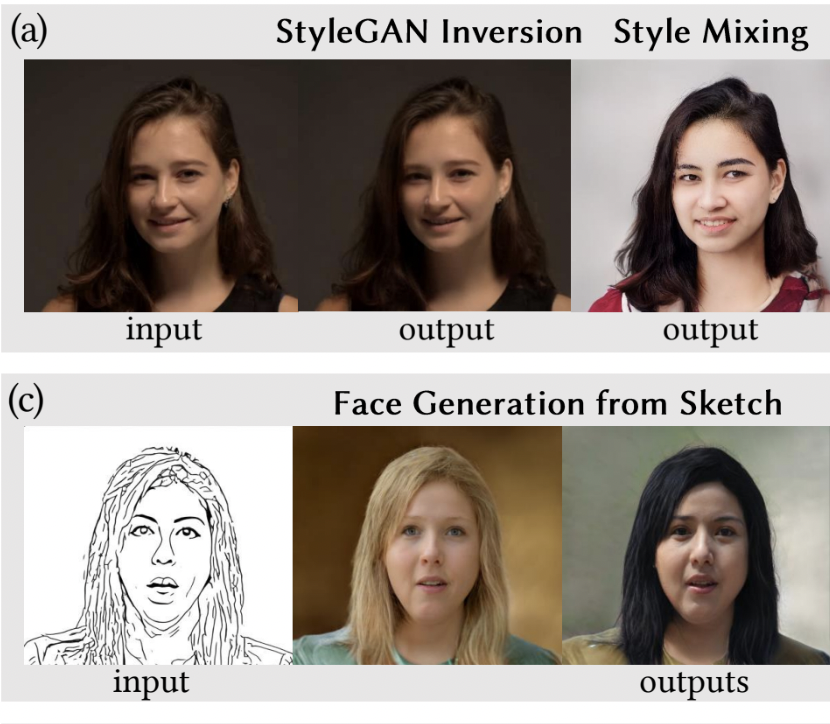 (a) StyleGAN Inversion Style Mixing
input output output
(c) Face Generation from Sketch
input outputs